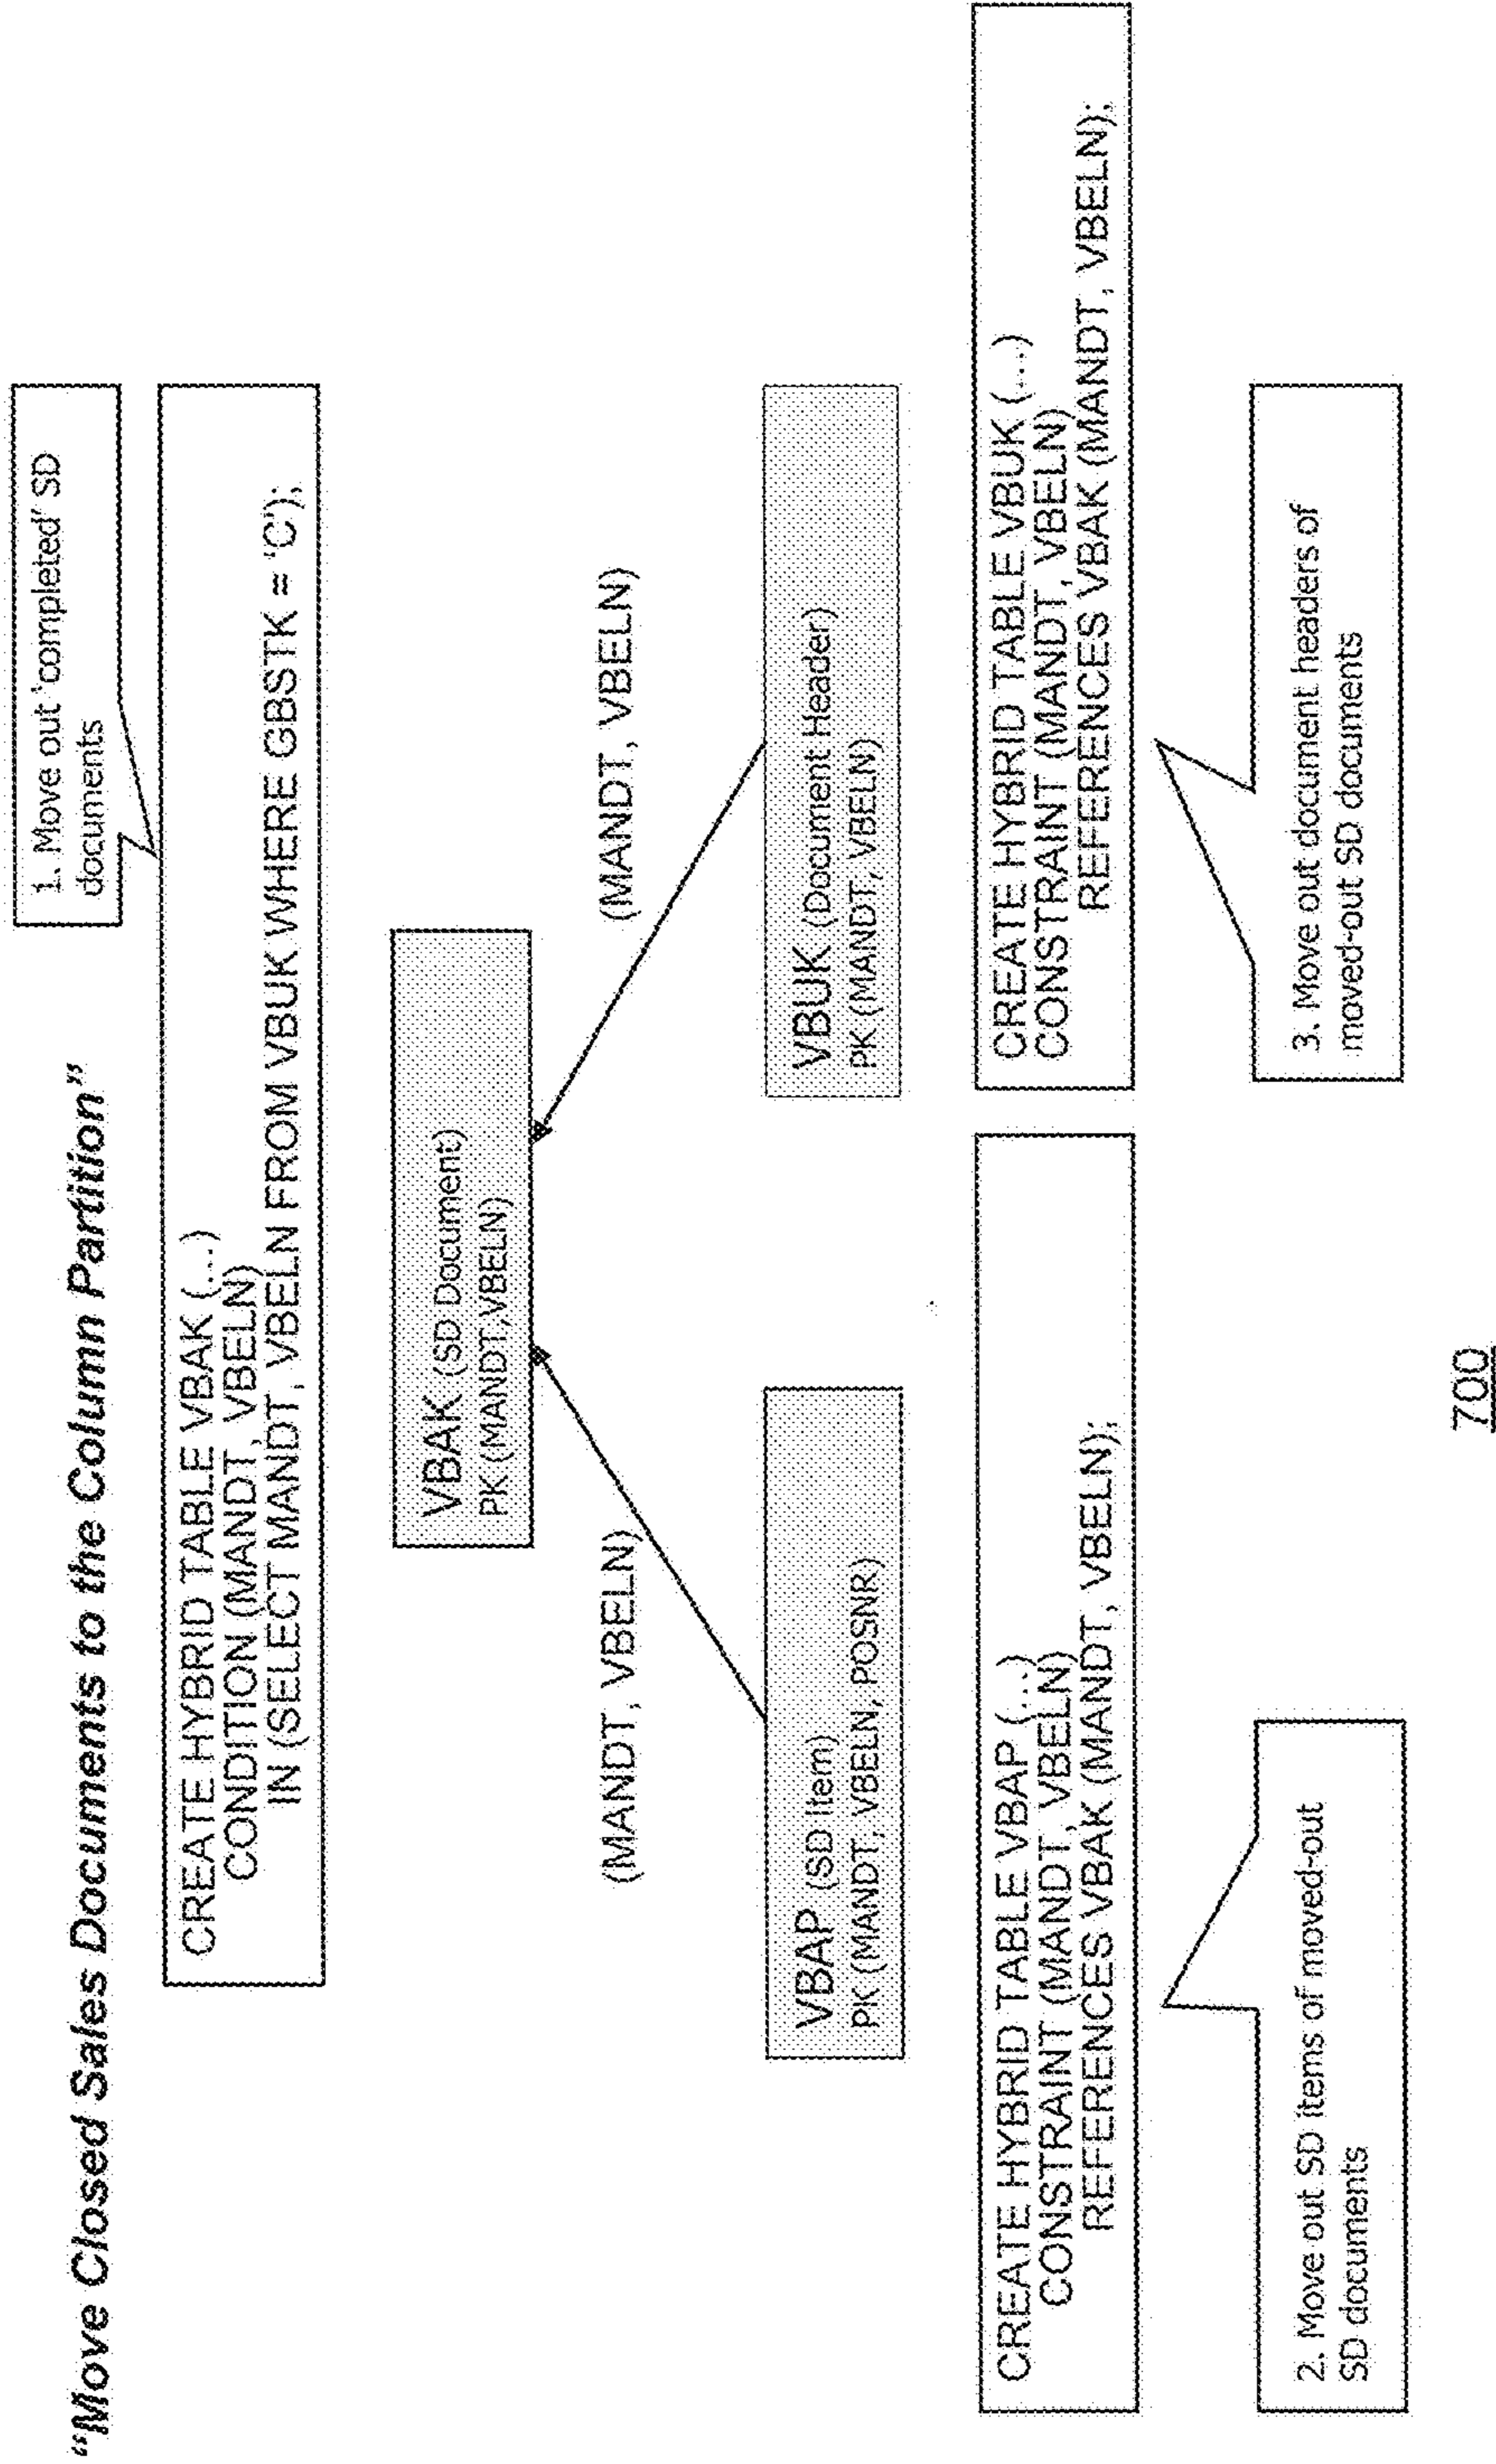 "Move Closed Sales Documents to the Column Partition"
1. Move out 'completed' SD
documents
CREATE HYBRID TABLE VBAK (...)
CONDITION (MANDT, VBELN)
IN (SELECT MANDT, VBELN FROM VBUK WHERE GBSTK = 'C');
VBAK (SD Document)
PK (MANDT,VBELN)
(MANDT, VBELN)
(MANDT, VBELN)
VBAP (SD Item)
PK (MANDT, VBELN, POSNR)
VBUK (Document Header)
PK (MANDT, VBELN)
CREATE HYBRID TABLE VBAP (...)
CONSTRAINT (MANDT, VBELN)
REFERENCES VBAK (MANDT, VBELN);
CREATE HYBRID TABLE VBUK (...)
CONSTRAINT (MANDT, VBELN)
REFERENCES VBAK (MANDT, VBELN);
2. Move out SD items of moved-out
SD documents
3. Move out document headers of
moved-out SD documents
700